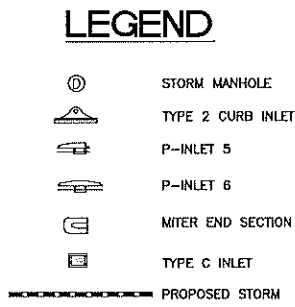 LEGEND
D STORM MANHOLE
TYPE 2 CURB INLET
P-INLET 5
P-INLET 6
MITER END SECTION
TYPE C INLET
PROPOSED STORM